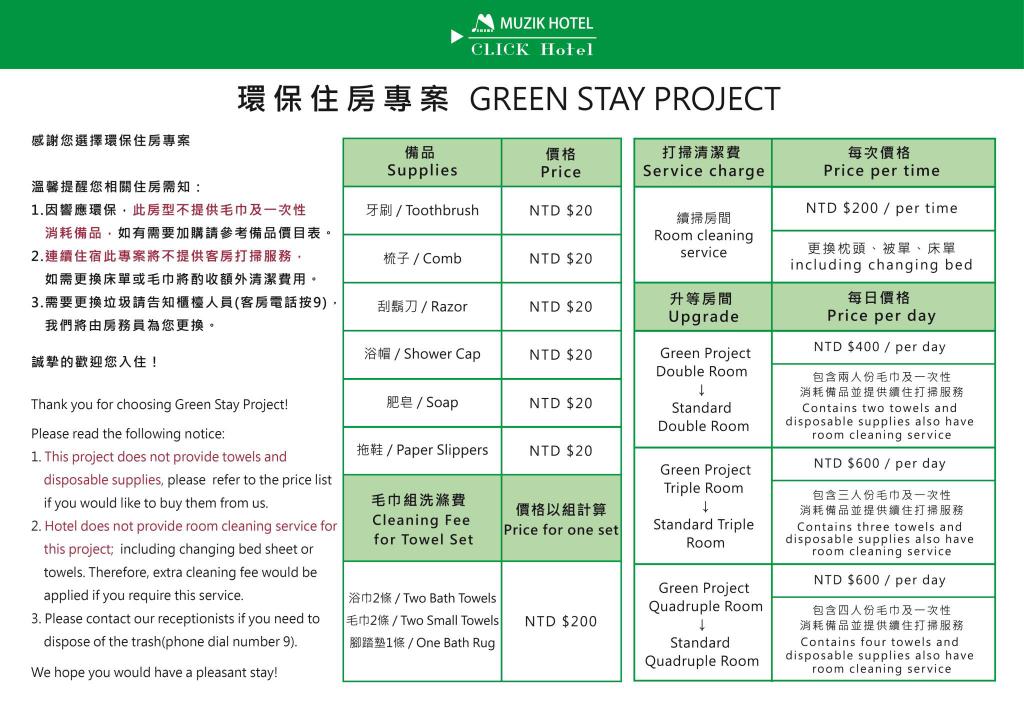 MUZIK HOTEL
CLICK Hotel
環保住房專案 GREEN STAY PROJECT
感謝您選擇環保住房專案
溫馨提醒您相關住房需知：
1.因響應環保，此房型不提供毛巾及一次性
消耗備品，如有需要加購請參考備品價目表。
2.連續住宿此專案將不提供客房打掃服務，
如需更換床單或毛巾將酌收額外清潔費用。
3.需要更換垃圾請告知櫃檯人員(客房電話按9)，
我們將由房務員為您更換。
誠摯的歡迎您入住！
Thank you for choosing Green Stay Project!
Please read the following notice:
1. This project does not provide towels and
disposable supplies, please refer to the price list
if you would like to buy them from us.
2. Hotel does not provide room cleaning service for
this project; including changing bed sheet or
towels. Therefore, extra cleaning fee would be
applied if you require this service.
3. Please contact our receptionists if you need to
dispose of the trash(phone dial number 9).
We hope you would have a pleasant stay!
備品
Supplies
價格
Price
牙刷 / Toothbrush
NTD $20
梳子 / Comb
NTD $20
刮鬍刀 / Razor
NTD $20
浴帽 / Shower Cap
NTD $20
肥皂 / Soap
NTD $20
拖鞋 / Paper Slippers
NTD $20
毛巾組洗滌費
Cleaning Fee
for Towel Set
價格以組計算
Price for one set
浴巾2條 / Two Bath Towels
毛巾2條 / Two Small Towels
腳踏墊1條 / One Bath Rug
NTD $200
打掃清潔費
Service charge
每次價格
Price per time
續掃房間
Room cleaning
service
NTD $200 / per time
更換枕頭、被單、床單
including changing bed
升等房間
Upgrade
每日價格
Price per day
Green Project
Double Room
↓
Standard
Double Room
NTD $400 / per day
包含兩人份毛巾及一次性
消耗備品並提供續住打掃服務
Contains two towels and
disposable supplies also have
room cleaning service
Green Project
Triple Room
↓
Standard Triple
Room
NTD $600 / per day
包含三人份毛巾及一次性
消耗備品並提供續住打掃服務
Contains three towels and
disposable supplies also have
room cleaning service
Green Project
Quadruple Room
↓
Standard
Quadruple Room
NTD $600 / per day
包含四人份毛巾及一次性
消耗備品並提供續住打掃服務
Contains four towels and
disposable supplies also have
room cleaning service